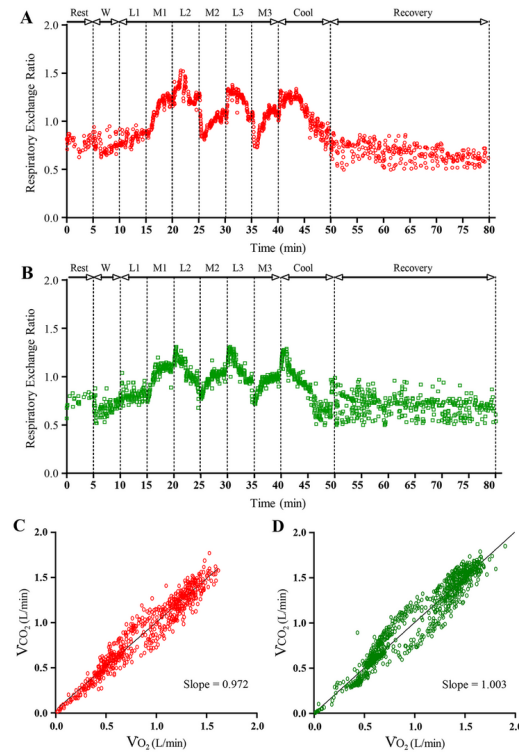 A
Rest W L1 M1 L2 M2 L3 M3 Cool Recovery
Respiratory Exchange Ratio
2.0
1.5
1.0
0.5
0.0
0 5 10 15 20 25 30 35 40 45 50 55 60 65 70 75 80
Time (min)
B
Rest W L1 M1 L2 M2 L3 M3 Cool Recovery
Respiratory Exchange Ratio
2.0
1.5
1.0
0.5
0.0
0 5 10 15 20 25 30 35 40 45 50 55 60 65 70 75 80
Time (min)
C
VCO2 (L/min)
2.0
1.5
1.0
0.5
0.0
Slope = 0.972
0.0 0.5 1.0 1.5 2.0
VO2 (L/min)
D
VCO2 (L/min)
2.0
1.5
1.0
0.5
0.0
Slope = 1.003
0.0 0.5 1.0 1.5 2.0
VO2 (L/min)